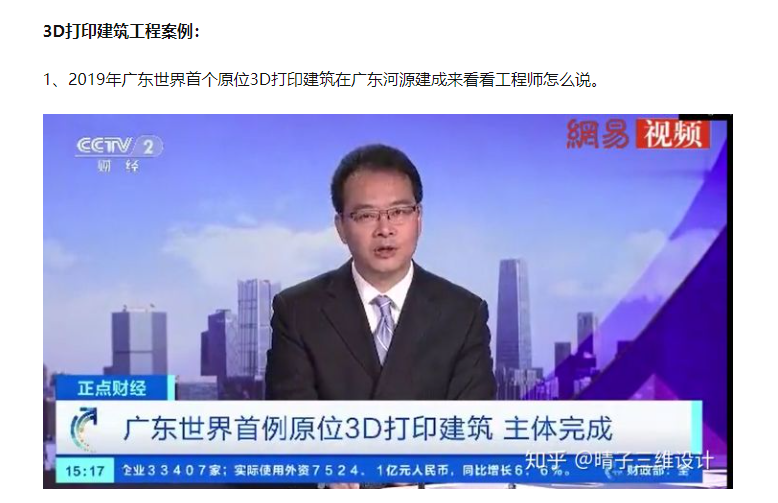 3D打印建筑工程案例：
1、2019年广东世界首个原位3D打印建筑在广东河源建成来看看工程师怎么说。
CCTV 2
财经
網易 视频
正点财经
广东世界首例原位3D打印建筑 主体完成
知乎 @晴子三维设计
15:17 企业33407家；实际使用外资7524．1亿元人民币，同比增长6．6%。 财政部：全